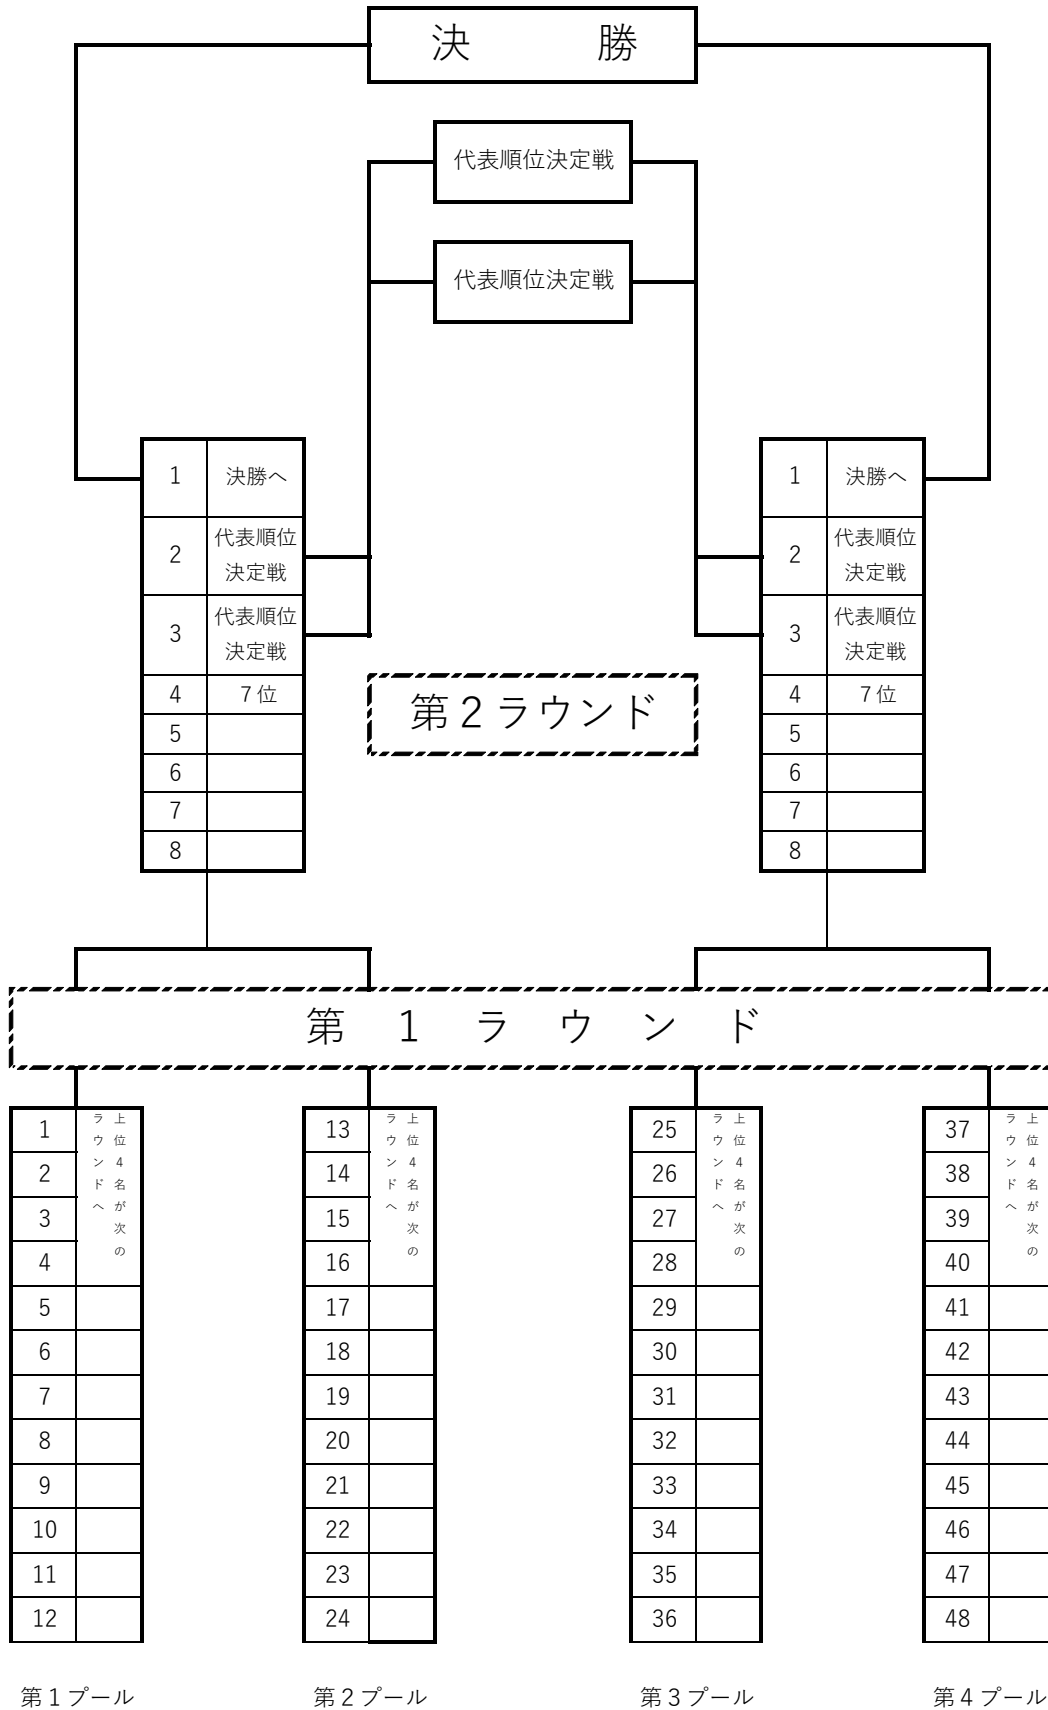 決　勝
代表順位決定戦
代表順位決定戦
1 決勝へ
2 代表順位
決定戦
3 代表順位
決定戦
4 ７位
5
6
7
8
1 決勝へ
2 代表順位
決定戦
3 代表順位
決定戦
4 ７位
5
6
7
8
第２ラウンド
第　１　ラ　ウ　ン　ド
1
2
3
4
5
6
7
8
9
10
11
12
上位4名が次の
ラウンドへ
第１プール
13
14
15
16
17
18
19
20
21
22
23
24
上位4名が次の
ラウンドへ
第２プール
25
26
27
28
29
30
31
32
33
34
35
36
上位4名が次の
ラウンドへ
第３プール
37
38
39
40
41
42
43
44
45
46
47
48
上位4名が次の
ラウンドへ
第４プール